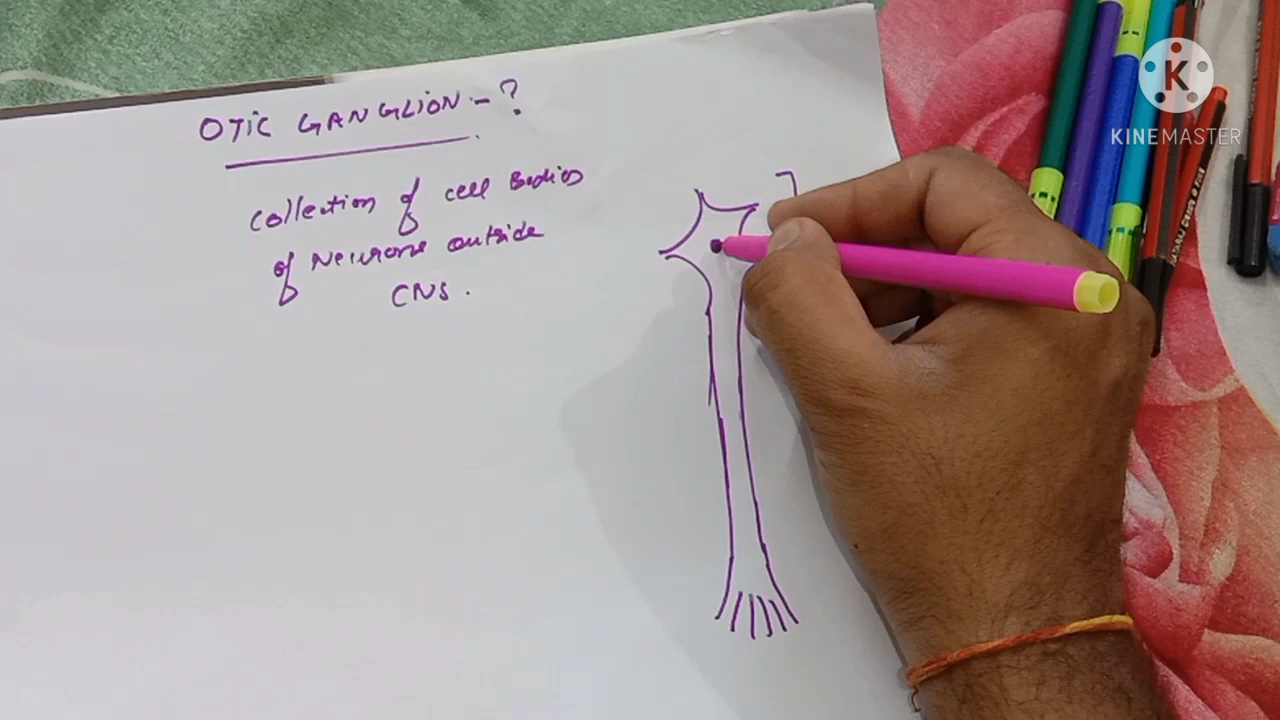 OTIC GANGLION - ?
collection of cell Bodies
of Neurons outside
CNS.
K
KINEMASTER